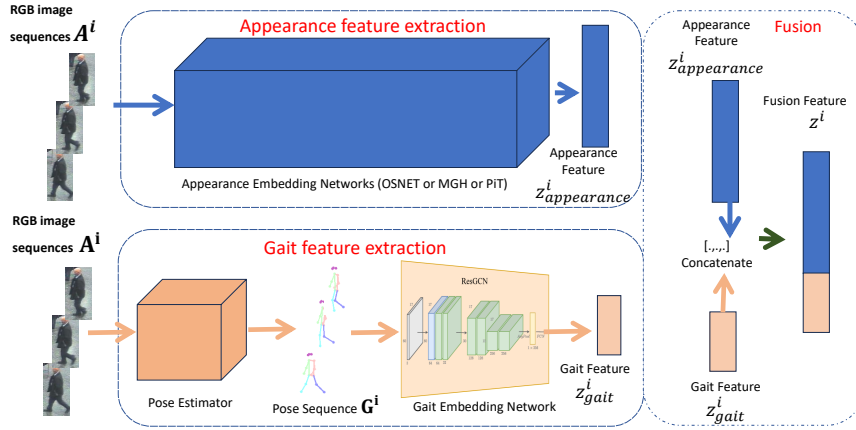 RGB image
sequences A^i
Appearance feature extraction
Appearance Embedding Networks (OSNET or MGH or PiT)
Appearance
Feature
z^i_appearance
RGB image
sequences A^i
Gait feature extraction
Pose Estimator
Pose Sequence G^i
ResGCN
Gait Embedding Network
Gait Feature
z^i_gait
Appearance
Feature
z^i_appearance
Fusion
Fusion Feature
z^i
[.,.,.]
Concatenate
Gait Feature
z^i_gait